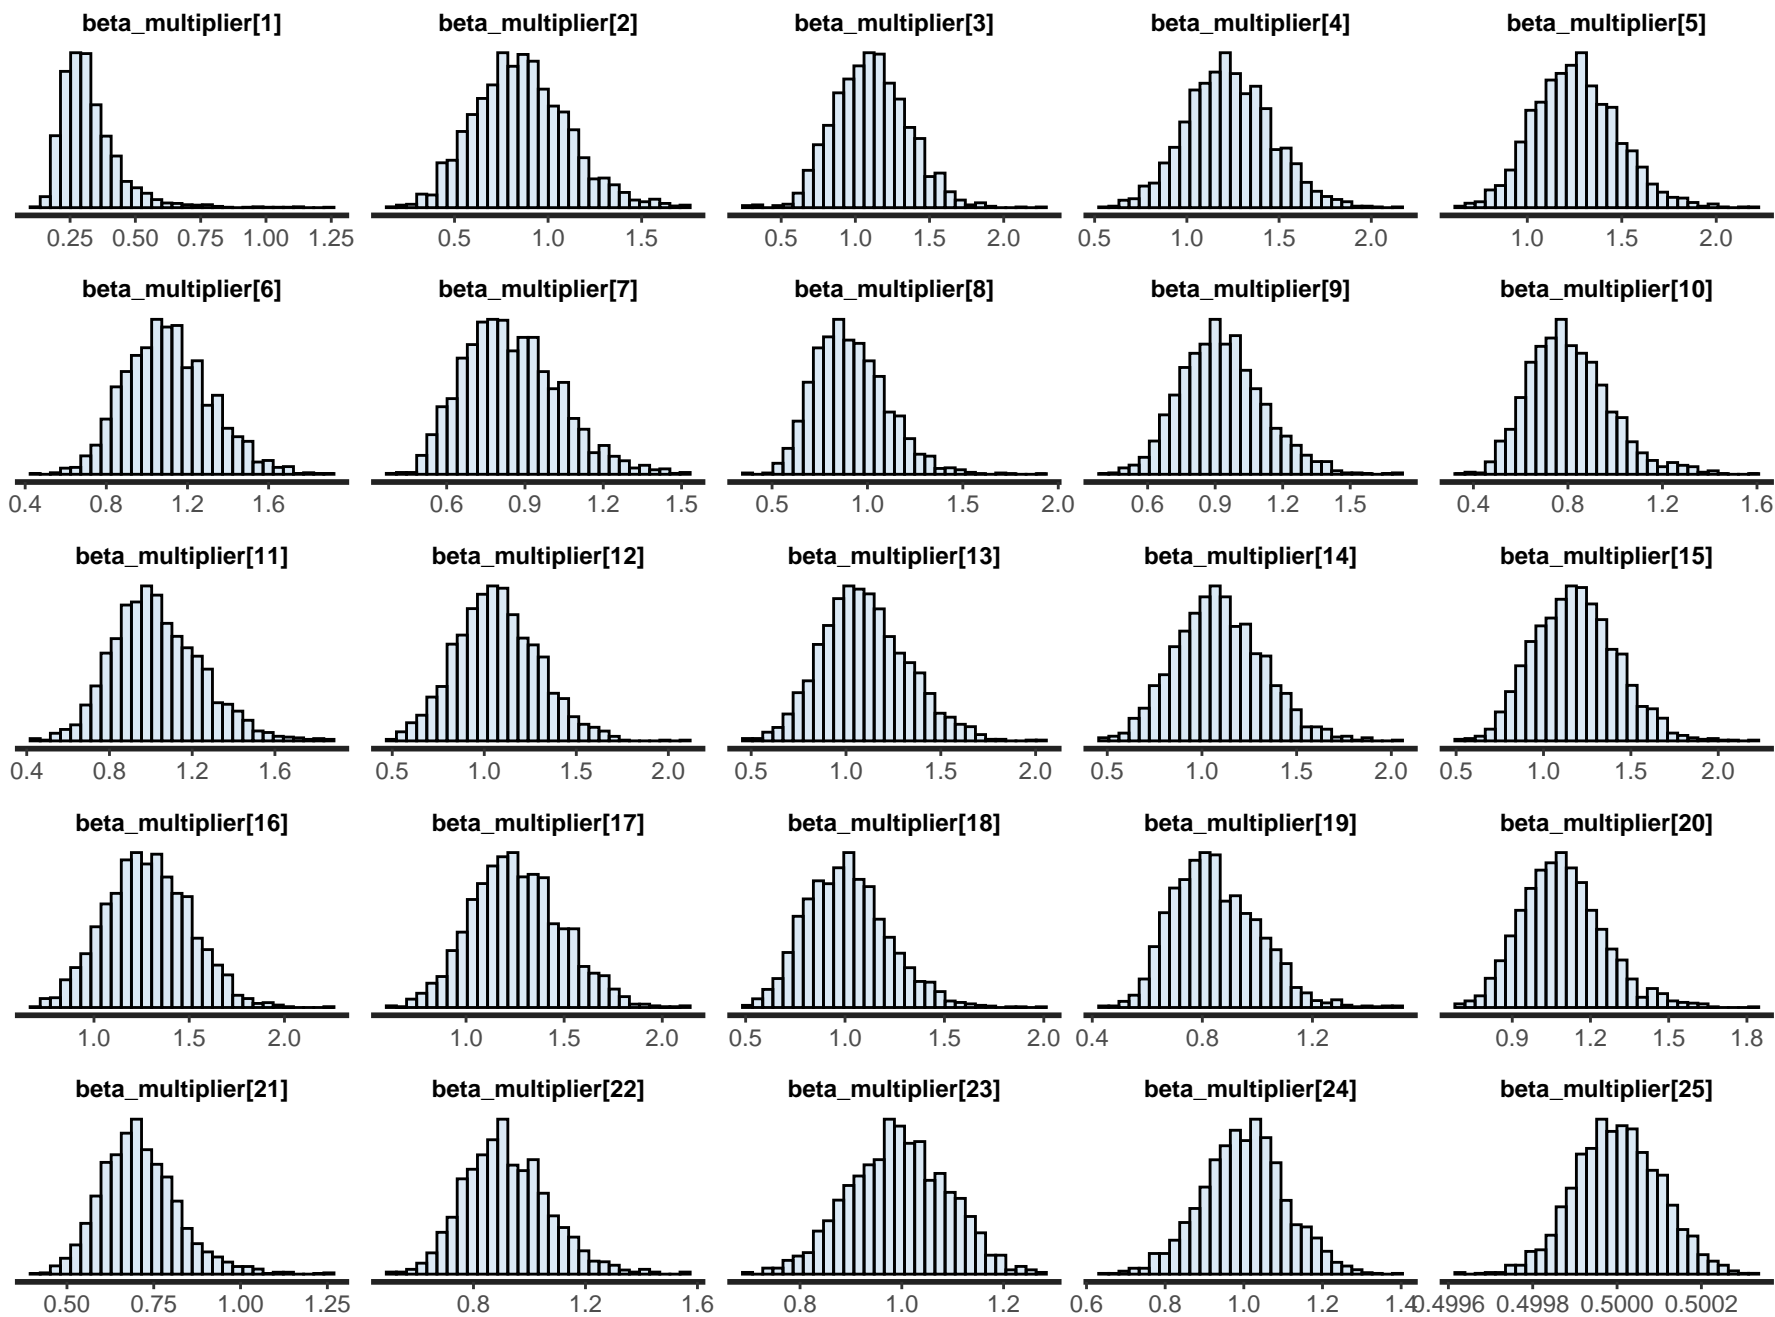 beta_multiplier[1] beta_multiplier[2] beta_multiplier[3] beta_multiplier[4] beta_multiplier[5]
0.25 0.50 0.75 1.00 1.25 0.5 1.0 1.5 0.5 1.0 1.5 2.0 0.5 1.0 1.5 2.0 1.0 1.5 2.0
beta_multiplier[6] beta_multiplier[7] beta_multiplier[8] beta_multiplier[9] beta_multiplier[10]
0.4 0.8 1.2 1.6 0.6 0.9 1.2 1.5 0.5 1.0 1.5 2.0 0.6 0.9 1.2 1.5 0.4 0.8 1.2 1.6
beta_multiplier[11] beta_multiplier[12] beta_multiplier[13] beta_multiplier[14] beta_multiplier[15]
0.4 0.8 1.2 1.6 0.5 1.0 1.5 2.0 0.5 1.0 1.5 2.0 0.5 1.0 1.5 2.0 0.5 1.0 1.5 2.0
beta_multiplier[16] beta_multiplier[17] beta_multiplier[18] beta_multiplier[19] beta_multiplier[20]
1.0 1.5 2.0 1.0 1.5 2.0 0.5 1.0 1.5 2.0 0.4 0.8 1.2 0.9 1.2 1.5 1.8
beta_multiplier[21] beta_multiplier[22] beta_multiplier[23] beta_multiplier[24] beta_multiplier[25]
0.50 0.75 1.00 1.25 0.8 1.2 1.6 0.8 1.0 1.2 0.6 0.8 1.0 1.2 1.4 0.4996 0.4998 0.5000 0.5002